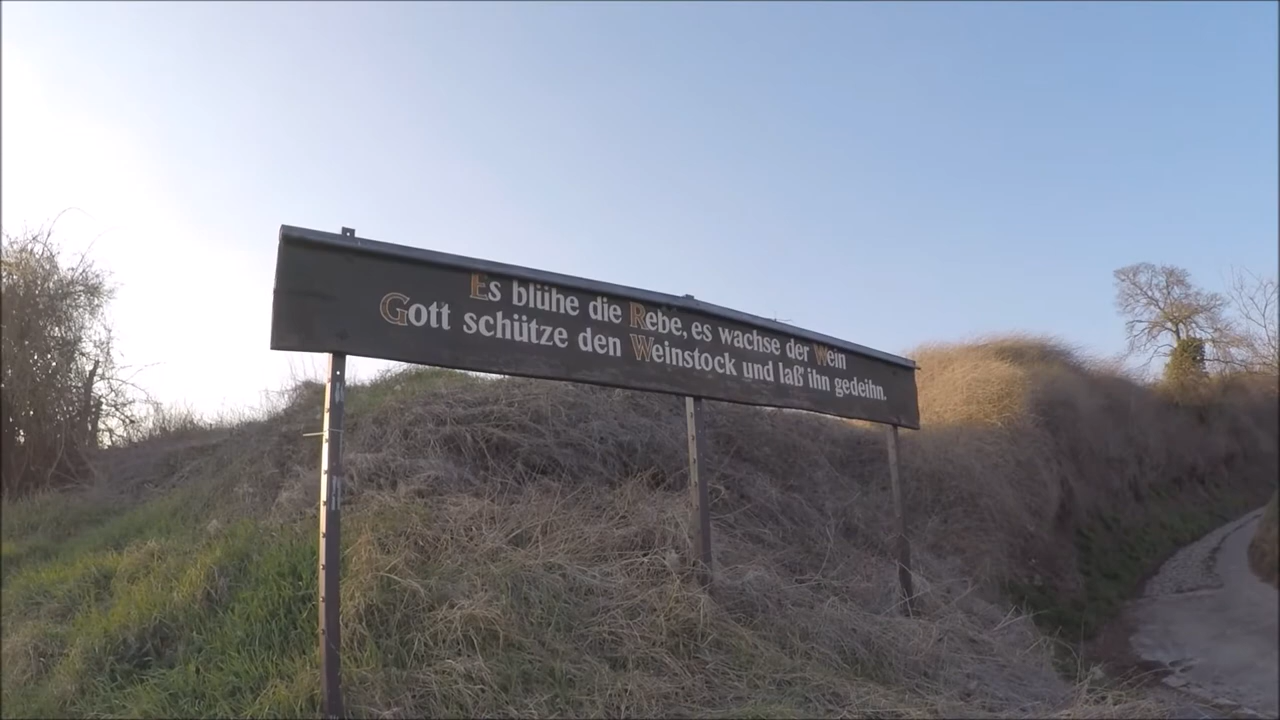 Es blühe die Rebe, es wachse der Wein
Gott schütze den Weinstock und laß' ihn gedeihn.